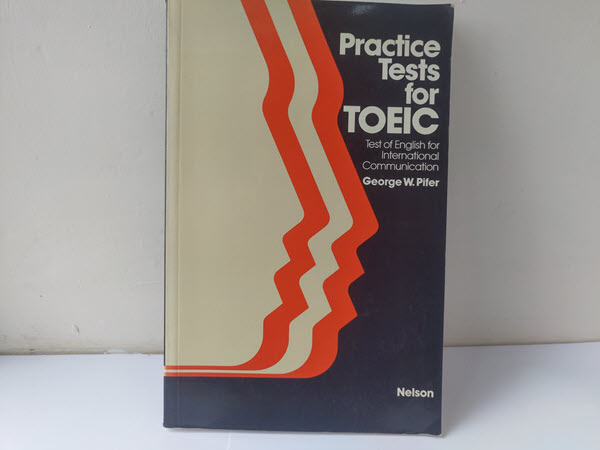 Practice
Tests
for
TOEIC
Test of English for
International
Communication
George W. Pifer
Nelson